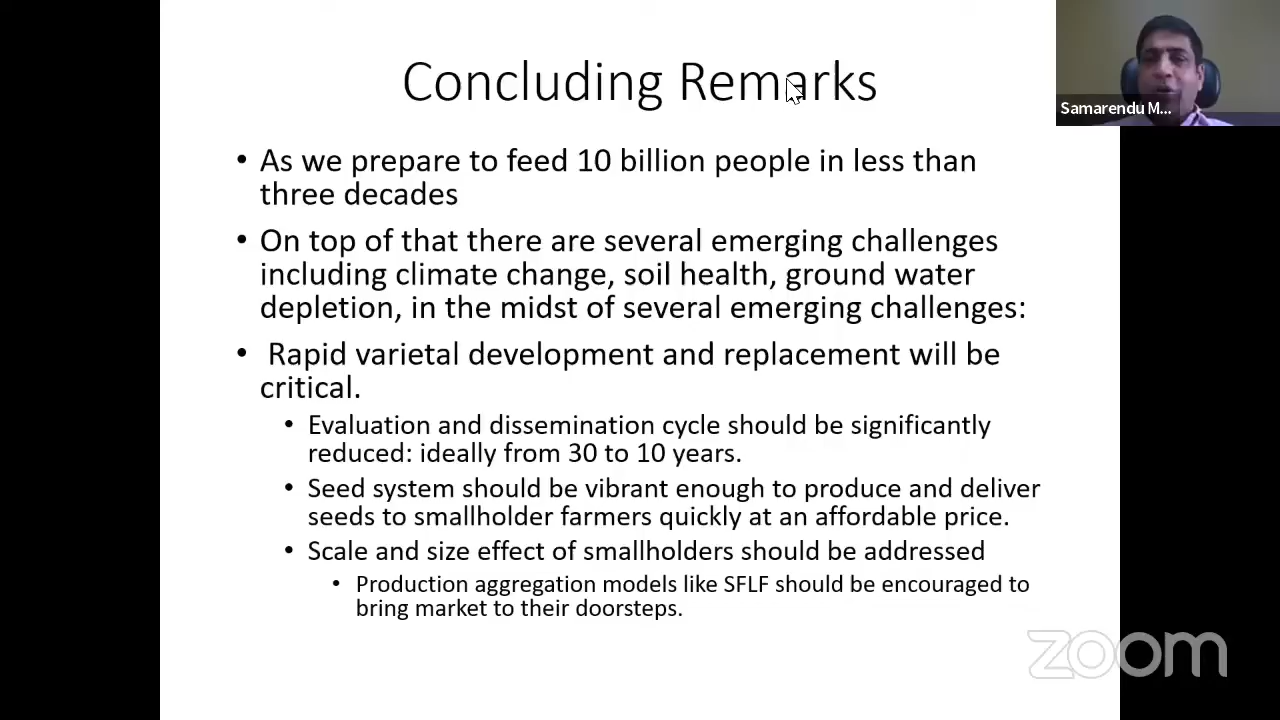 Concluding Remarks
Samarendu M...
• As we prepare to feed 10 billion people in less than
three decades
• On top of that there are several emerging challenges
including climate change, soil health, ground water
depletion, in the midst of several emerging challenges:
• Rapid varietal development and replacement will be
critical.
• Evaluation and dissemination cycle should be significantly
reduced: ideally from 30 to 10 years.
• Seed system should be vibrant enough to produce and deliver
seeds to smallholder farmers quickly at an affordable price.
• Scale and size effect of smallholders should be addressed
• Production aggregation models like SFLF should be encouraged to
bring market to their doorsteps.
zoom